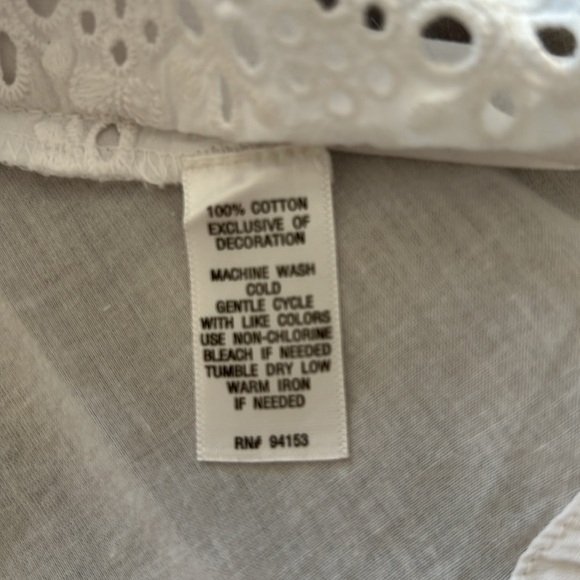 100% COTTON
EXCLUSIVE OF
DECORATION
MACHINE WASH
COLD
GENTLE CYCLE
WITH LIKE COLORS
USE NON-CHLORINE
BLEACH IF NEEDED
TUMBLE DRY LOW
WARM IRON
IF NEEDED
RN# 94153